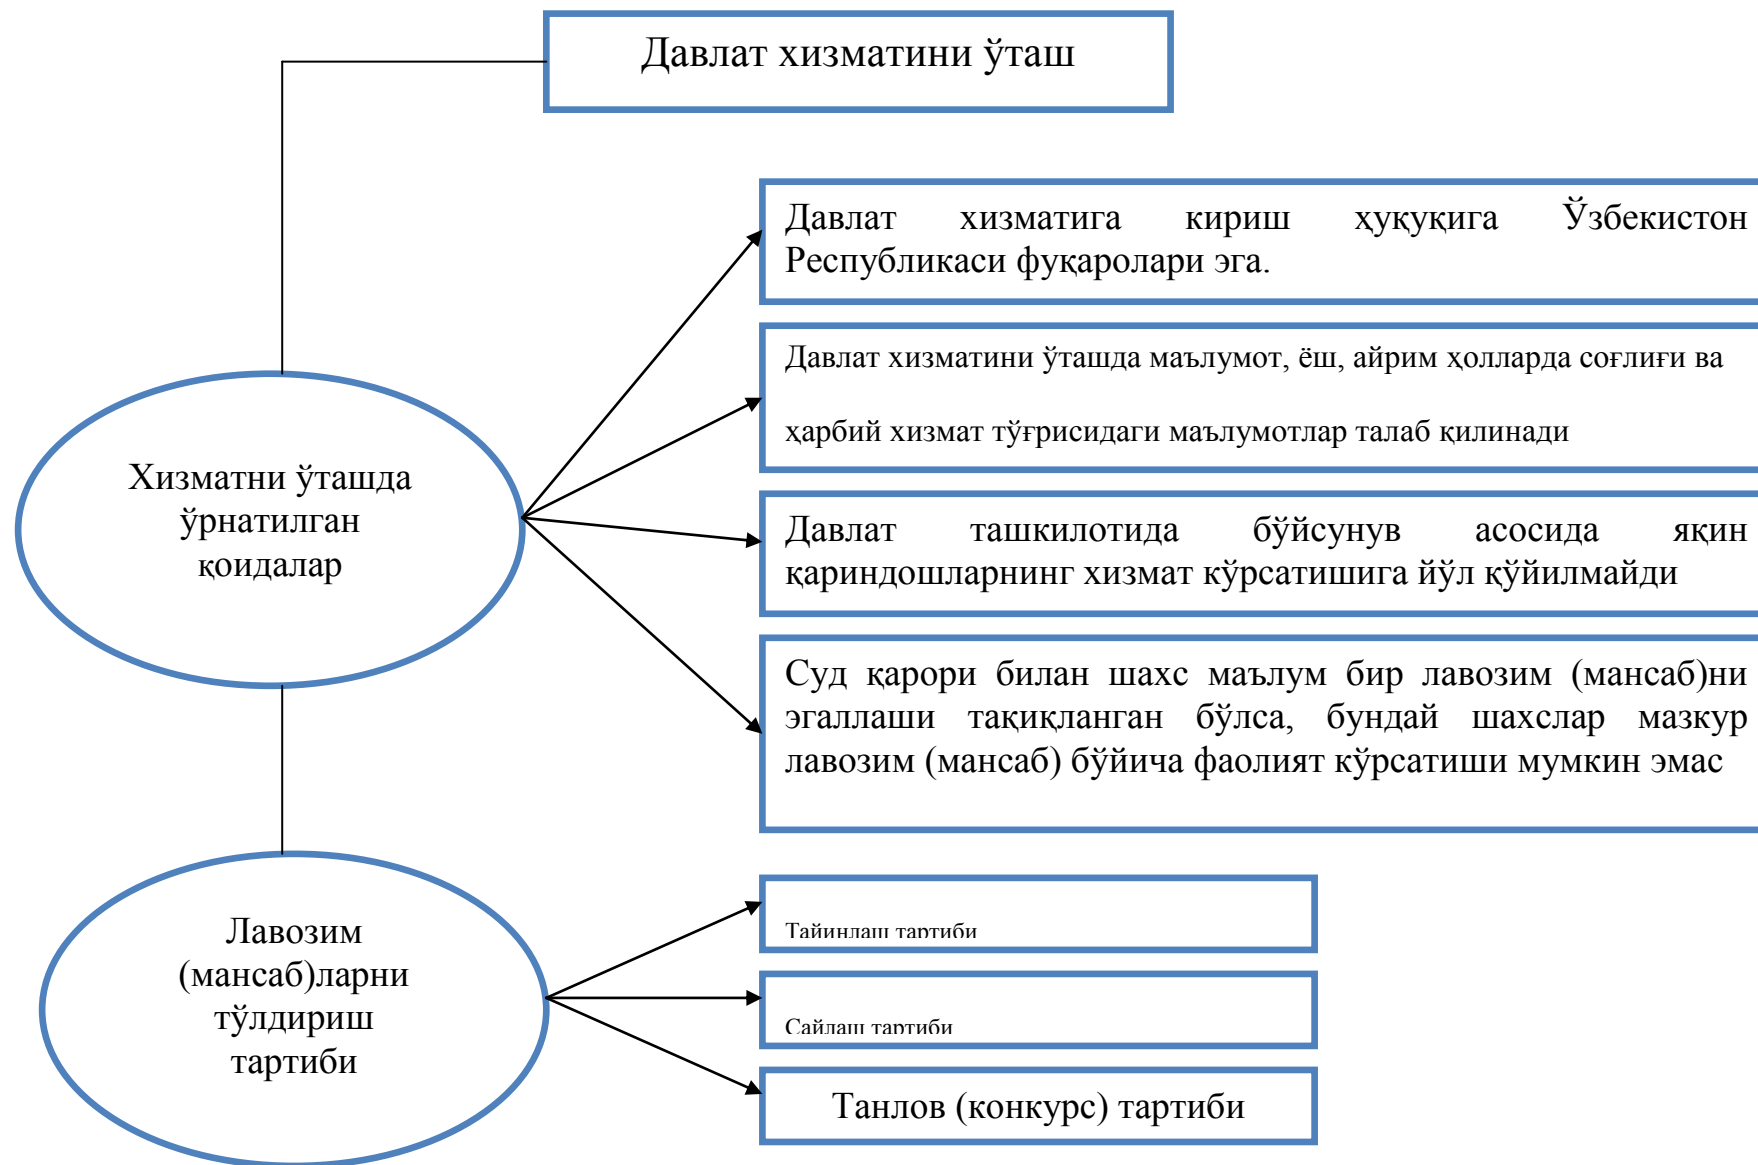 Давлат хизматини ўташ
Давлат хизматига кириш ҳуқуқига Ўзбекистон
Республикаси фуқаролари эга.
Давлат хизматини ўташда маълумот, ёш, айрим ҳолларда соғлиғи ва
ҳарбий хизмат тўғрисидаги маълумотлар талаб қилинади
Хизматни ўташда
ўрнатилган
қоидалар
Давлат ташкилотида бўйсунув асосида яқин
қариндошларнинг хизмат кўрсатишига йўл қўйилмайди
Суд қарори билан шахс маълум бир лавозим (мансаб)ни
эгаллаши тақиқланган бўлса, бундай шахслар мазкур
лавозим (мансаб) бўйича фаолият кўрсатиши мумкин эмас
Лавозим
(мансаб)ларни
тўлдириш
тартиби
Тайинлаш тартиби
Сайлаш тартиби
Танлов (конкурс) тартиби